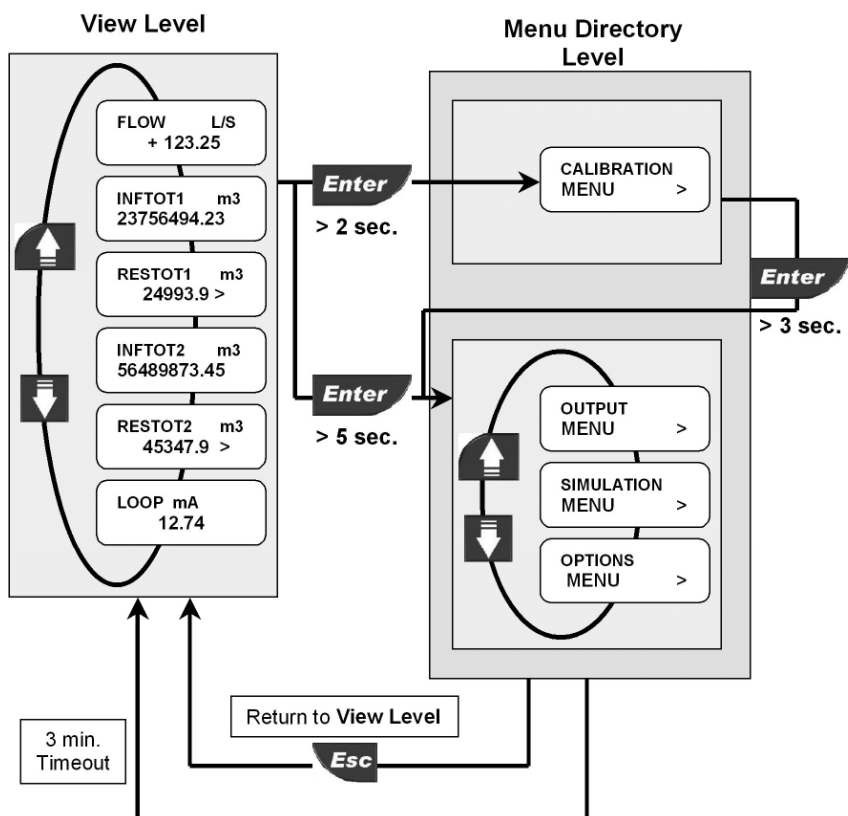 View Level
FLOW L/S
+ 123.25
INFTOT1 m3
23756494.23
RESTOT1 m3
24993.9 >
INFTOT2 m3
56489873.45
RESTOT2 m3
45347.9 >
LOOP mA
12.74
Enter
> 2 sec.
Enter
> 5 sec.
Menu Directory
Level
CALIBRATION
MENU >
Enter
> 3 sec.
OUTPUT
MENU >
SIMULATION
MENU >
OPTIONS
MENU >
3 min.
Timeout
Return to View Level
Esc